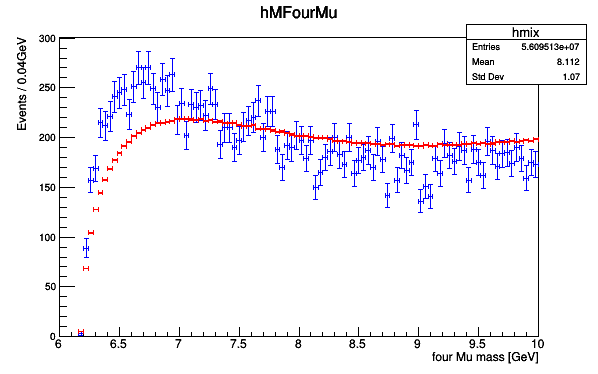 hMFourMu
hmix
Entries 5.609513e+07
Mean 8.112
Std Dev 1.07
Events / 0.04GeV
300
250
200
150
100
50
0
6 6.5 7 7.5 8 8.5 9 9.5 10
four Mu mass [GeV]